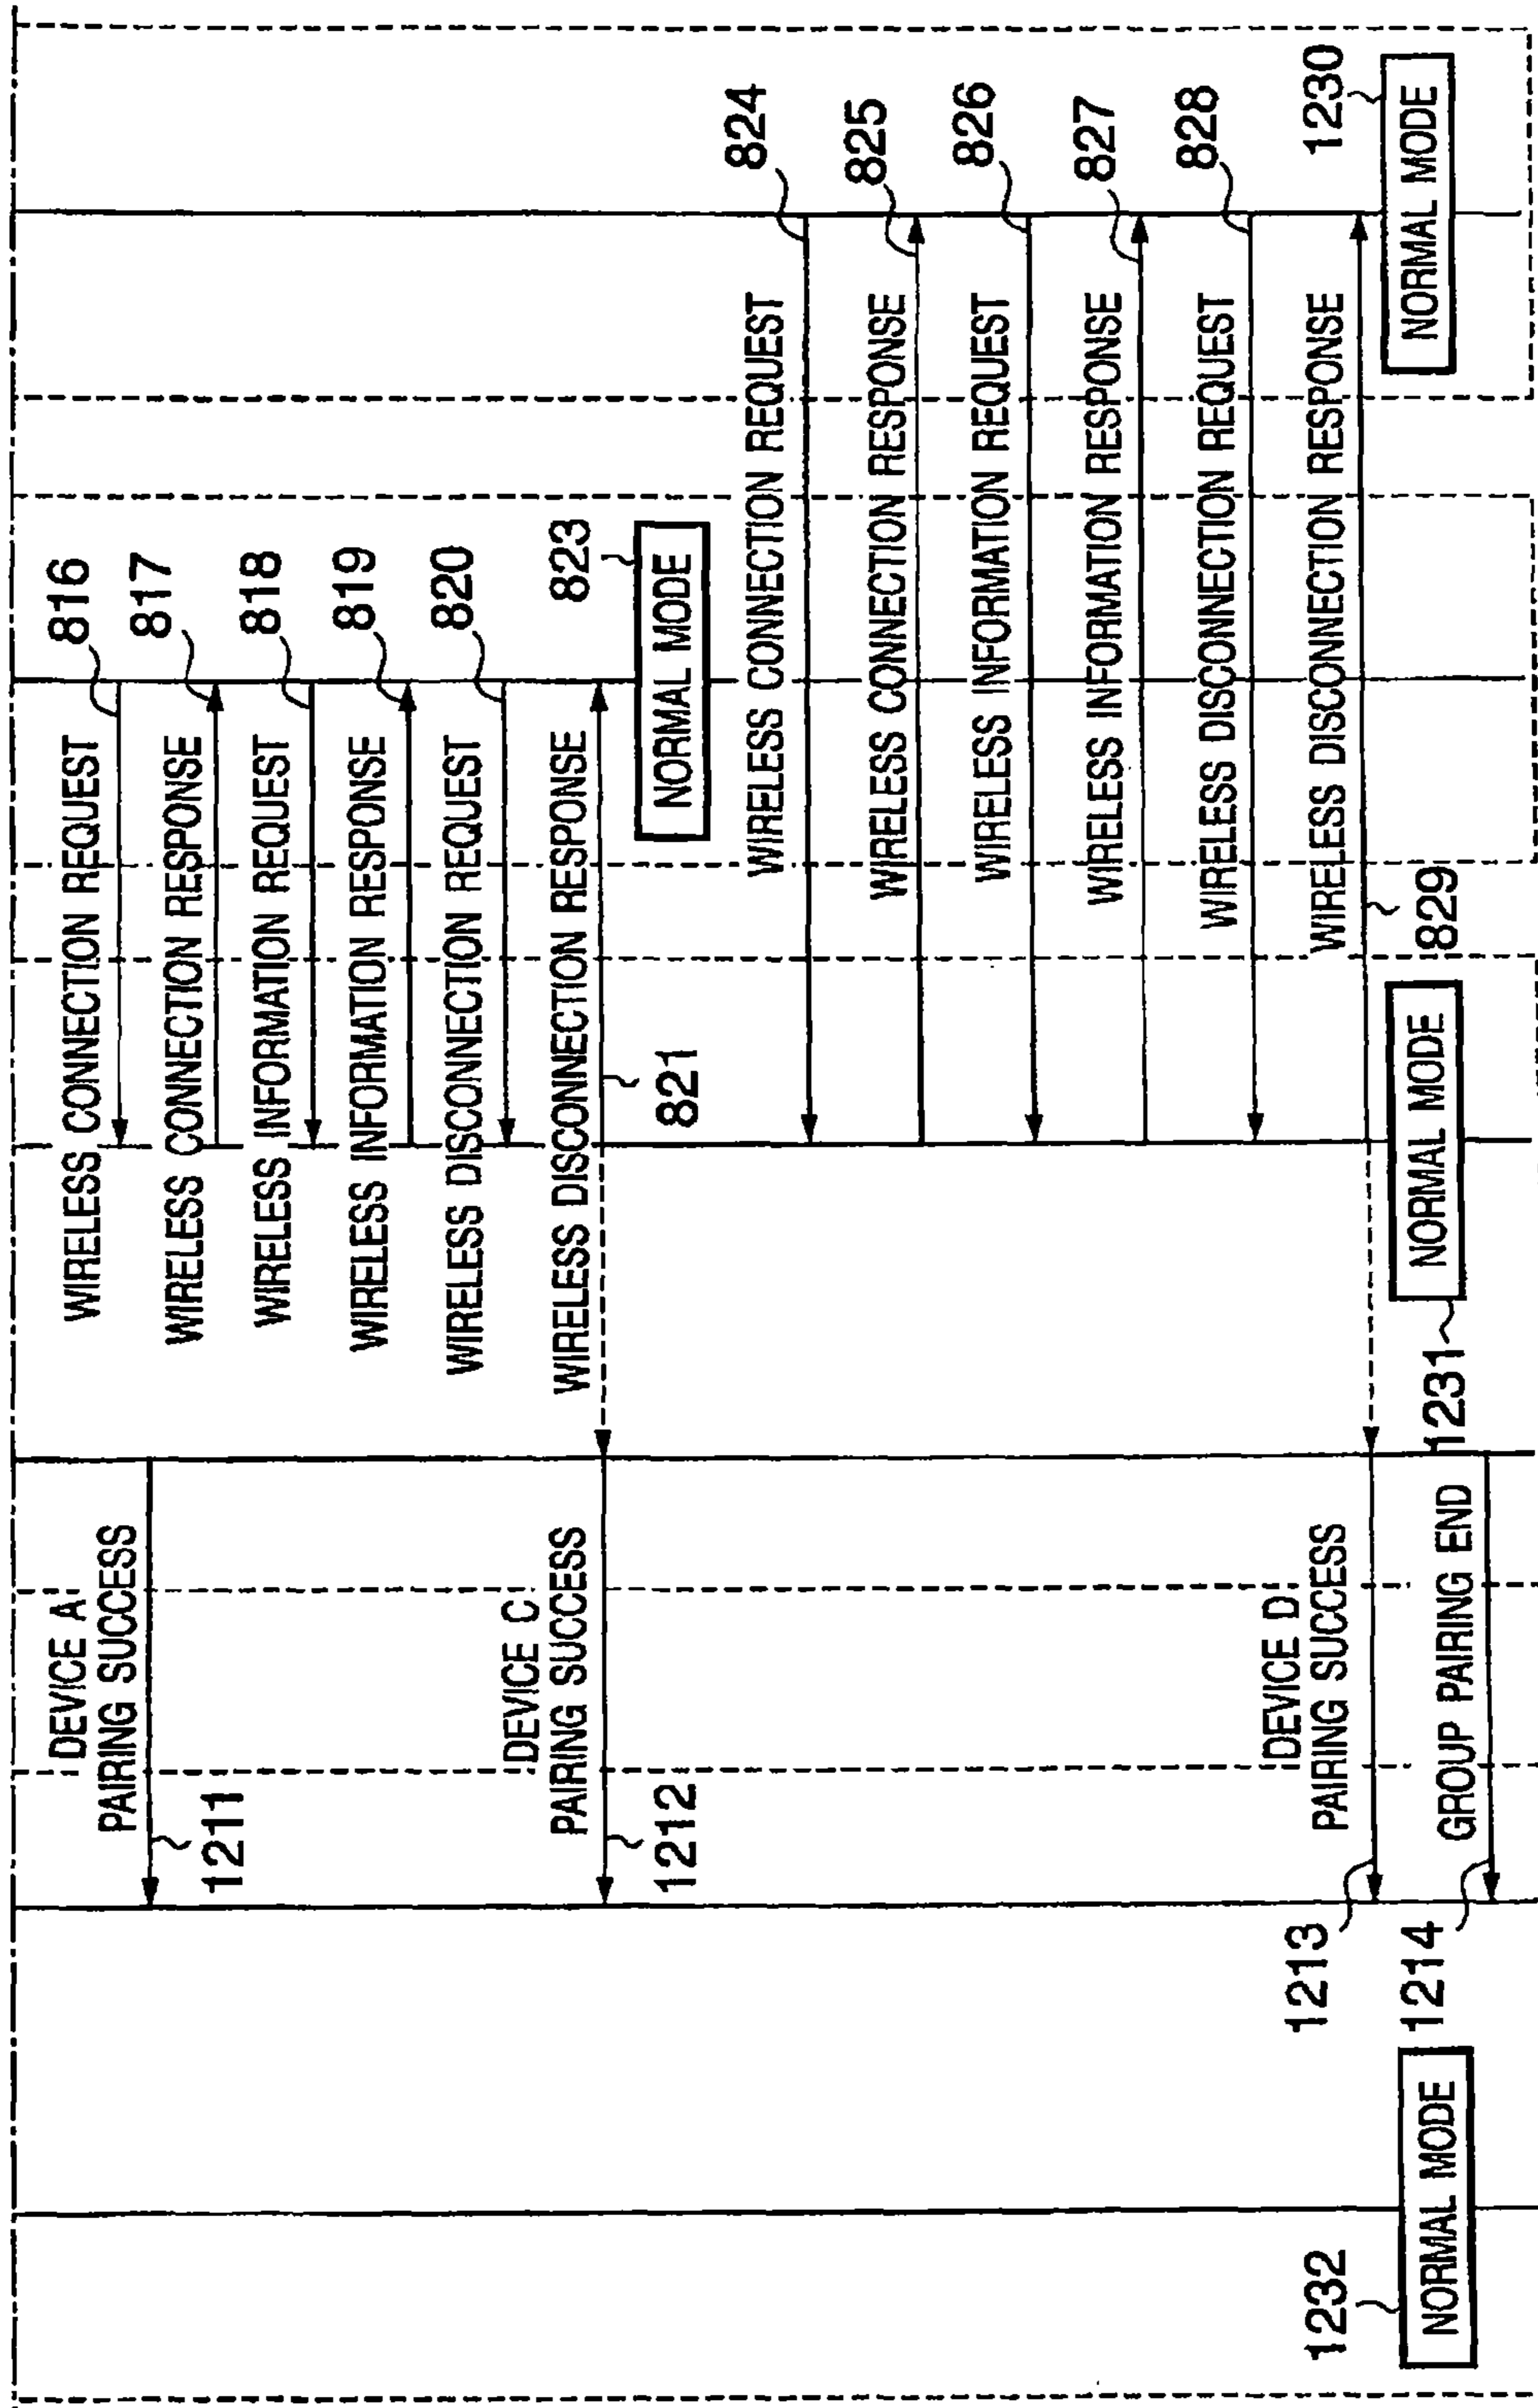 DEVICE A
PAIRING SUCCESS
1211
WIRELESS CONNECTION REQUEST
816
WIRELESS CONNECTION RESPONSE
817
WIRELESS INFORMATION REQUEST
818
WIRELESS INFORMATION RESPONSE
819
WIRELESS DISCONNECTION REQUEST
820
WIRELESS DISCONNECTION RESPONSE
821
DEVICE C
PAIRING SUCCESS
1212
823
NORMAL MODE
WIRELESS CONNECTION REQUEST
824
WIRELESS CONNECTION RESPONSE
825
WIRELESS INFORMATION REQUEST
826
WIRELESS INFORMATION RESPONSE
827
WIRELESS DISCONNECTION REQUEST
828
WIRELESS DISCONNECTION RESPONSE
829
DEVICE D
PAIRING SUCCESS
1213
GROUP PAIRING END
1214
1232
NORMAL MODE
1231
NORMAL MODE
1230
NORMAL MODE